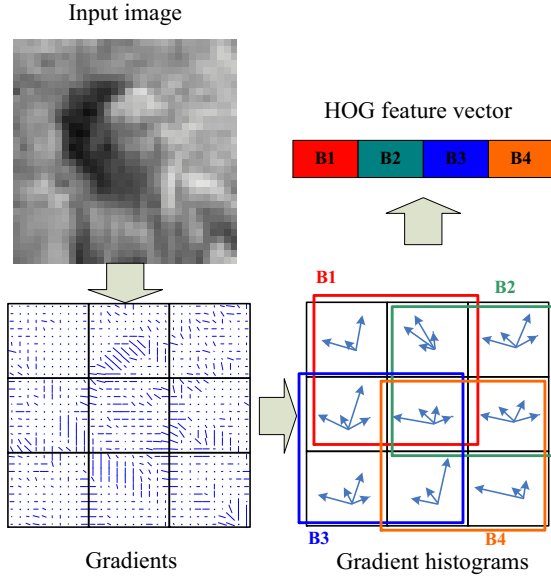 Input image
HOG feature vector
B1 B2 B3 B4
B1
B2
B3
B4
Gradients
Gradient histograms